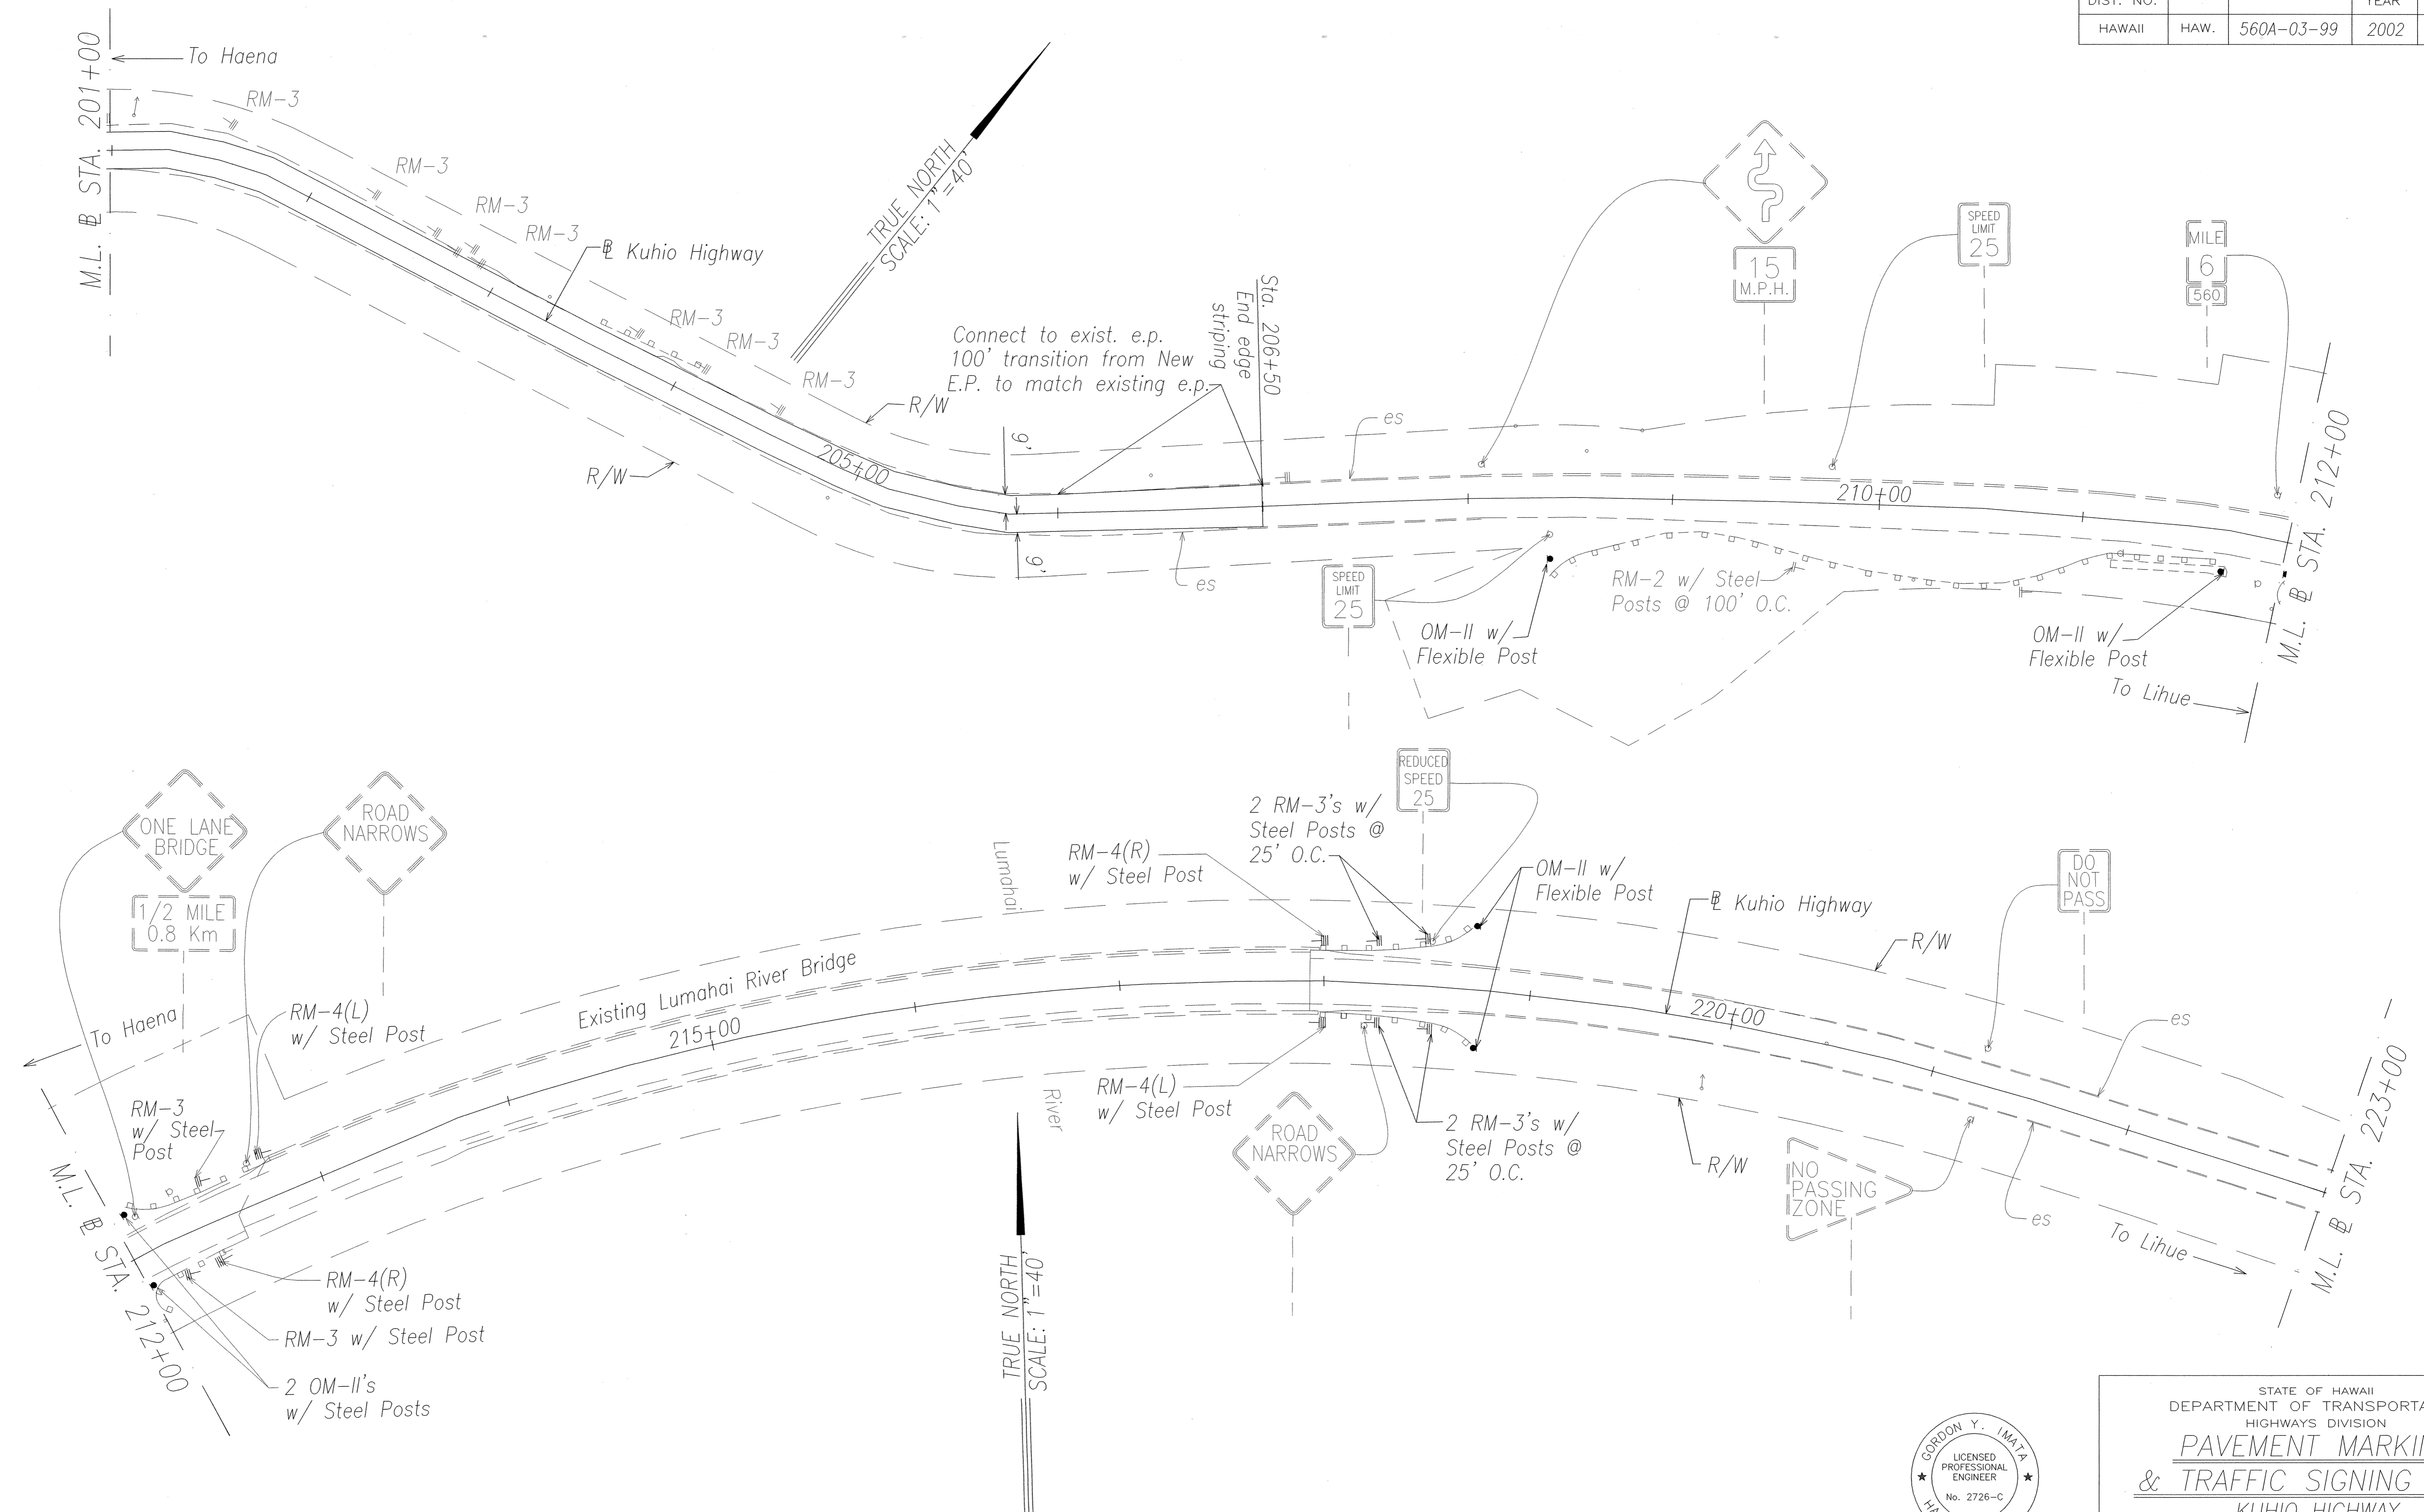 DIST. NO.
YEAR
HAWAII HAW. 560A-03-99 2002
To Haena
M.L. ⅊ STA. 201+00
RM-3
RM-3
RM-3
RM-3
℄ Kuhio Highway
TRUE NORTH
SCALE: 1"=40'
RM-3
RM-3
RM-3
R/W
R/W
205+00
Connect to exist. e.p.
100' transition from New
E.P. to match existing e.p.
Sta. 206+50
End edge
striping
9'
9'
es
es
15
M.P.H.
SPEED
LIMIT
25
MILE
6
560
210+00
SPEED
LIMIT
25
OM-II w/
Flexible Post
RM-2 w/ Steel
Posts @ 100' O.C.
OM-II w/
Flexible Post
To Lihue
M.L. ⅊ STA. 212+00
ONE LANE
BRIDGE
1/2 MILE
0.8 Km
ROAD
NARROWS
To Haena
RM-4(L)
w/ Steel Post
RM-3
w/ Steel
Post
M.L. ⅊ STA. 212+00
RM-4(R)
w/ Steel Post
RM-3 w/ Steel Post
2 OM-II's
w/ Steel Posts
Existing Lumahai River Bridge
215+00
Lumahai
River
RM-4(R)
w/ Steel Post
2 RM-3's w/
Steel Posts @
25' O.C.
REDUCED
SPEED
25
OM-II w/
Flexible Post
℄ Kuhio Highway
R/W
DO
NOT
PASS
220+00
es
RM-4(L)
w/ Steel Post
ROAD
NARROWS
2 RM-3's w/
Steel Posts @
25' O.C.
R/W
NO
PASSING
ZONE
es
To Lihue
M.L. ⅊ STA. 223+00
TRUE NORTH
SCALE: 1"=40'
GORDON Y. IMATA
LICENSED
PROFESSIONAL
ENGINEER
No. 2726-C
STATE OF HAWAII
DEPARTMENT OF TRANSPORTA
HIGHWAYS DIVISION
PAVEMENT MARKI
& TRAFFIC SIGNING
KUHIO HIGHWAY